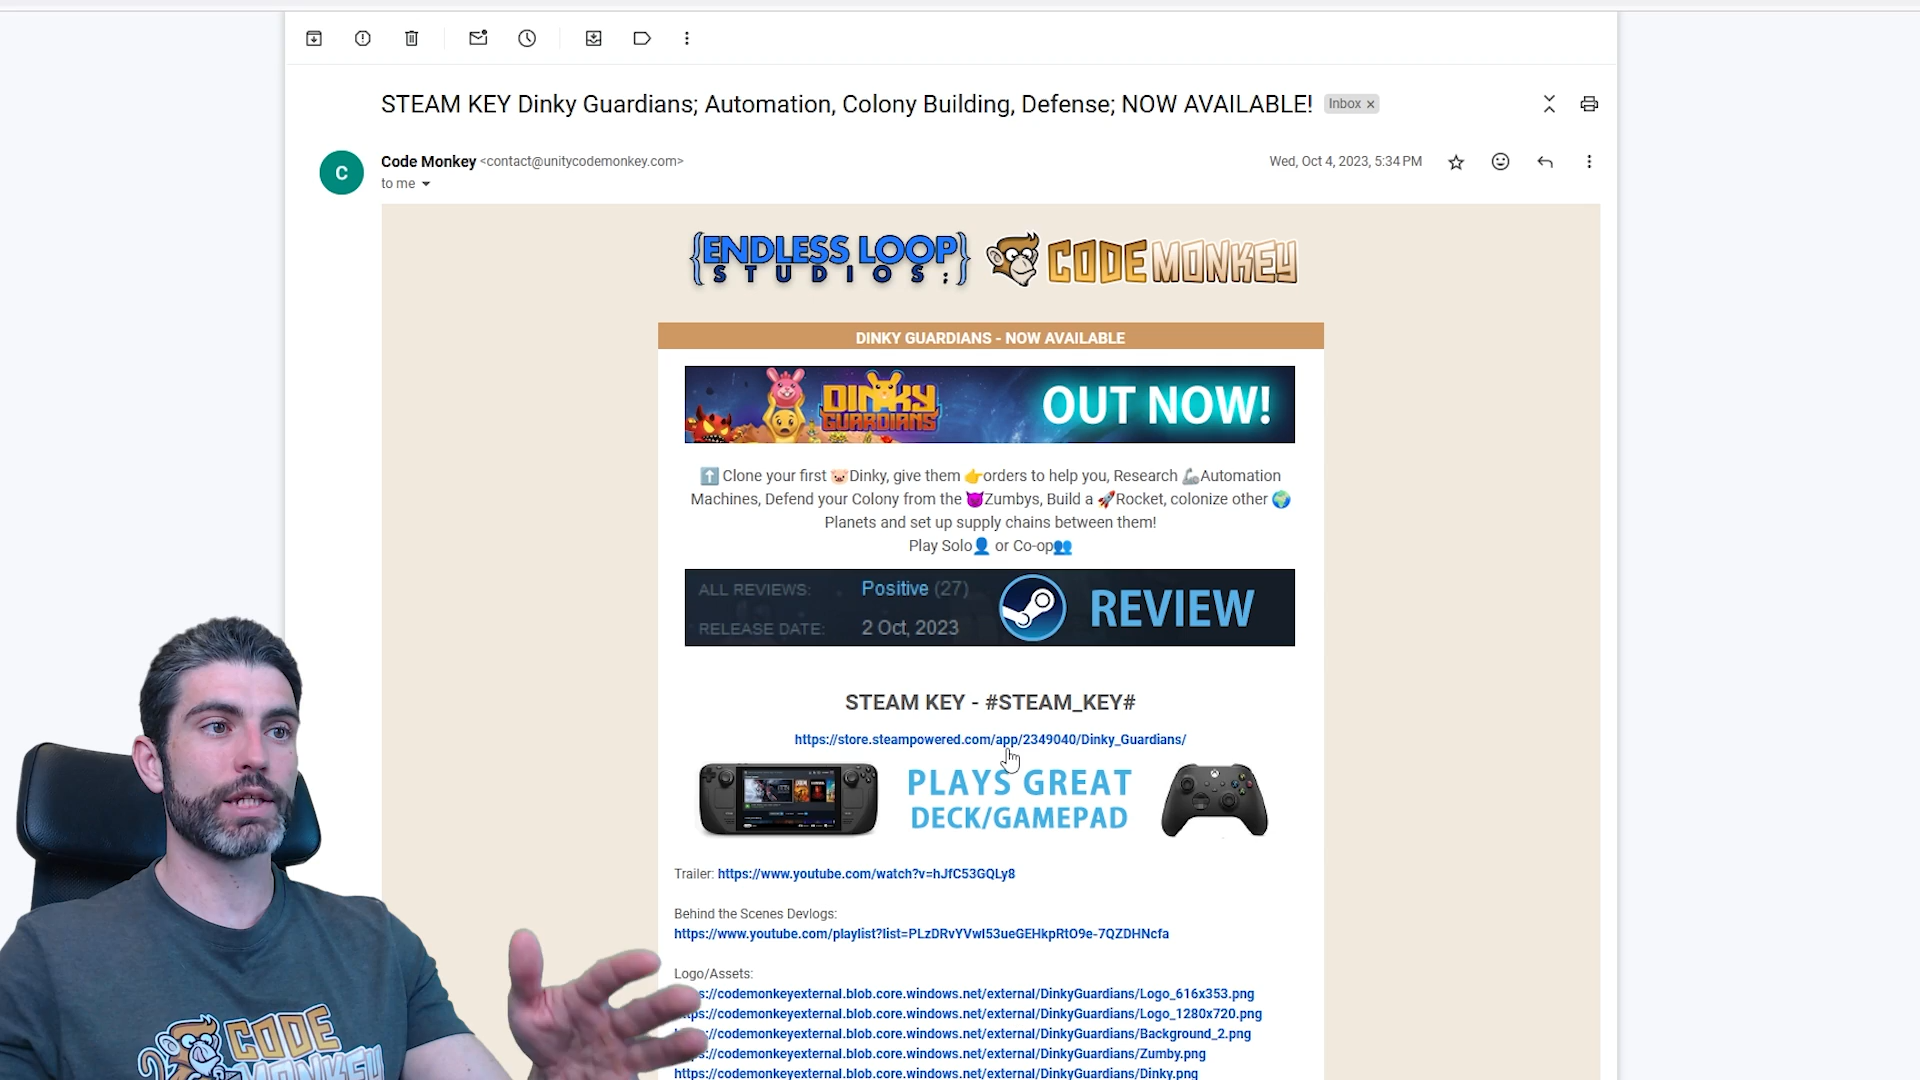 STEAM KEY Dinky Guardians; Automation, Colony Building, Defense; NOW AVAILABLE! Inbox ×
C
Code Monkey <contact@unitycodemonkey.com>
Wed, Oct 4, 2023, 5:34 PM
to me
{ENDLESS LOOP
STUDIOS;}
CODE MONKEY
DINKY GUARDIANS - NOW AVAILABLE
DINKY
GUARDIANS
OUT NOW!
⬆️ Clone your first 🐷Dinky, give them 👉orders to help you, Research 🦾Automation
Machines, Defend your Colony from the 😈Zumbys, Build a 🚀Rocket, colonize other 🌍
Planets and set up supply chains between them!
Play Solo👤 or Co-op👥
ALL REVIEWS: Positive (27)
RELEASE DATE: 2 Oct, 2023
REVIEW
STEAM KEY - #STEAM_KEY#
https://store.steampowered.com/app/2349040/Dinky_Guardians/
PLAYS GREAT
DECK/GAMEPAD
Trailer: https://www.youtube.com/watch?v=hJfC53GQLy8
Behind the Scenes Devlogs:
https://www.youtube.com/playlist?list=PLzDRvYVwl53ueGEHkpRtO9e-7QZDHNcfa
Logo/Assets:
s://codemonkeyexternal.blob.core.windows.net/external/DinkyGuardians/Logo_616x353.png
ps://codemonkeyexternal.blob.core.windows.net/external/DinkyGuardians/Logo_1280x720.png
://codemonkeyexternal.blob.core.windows.net/external/DinkyGuardians/Background_2.png
://codemonkeyexternal.blob.core.windows.net/external/DinkyGuardians/Zumby.png
https://codemonkeyexternal.blob.core.windows.net/external/DinkyGuardians/Dinky.png
CODE
MONKEY